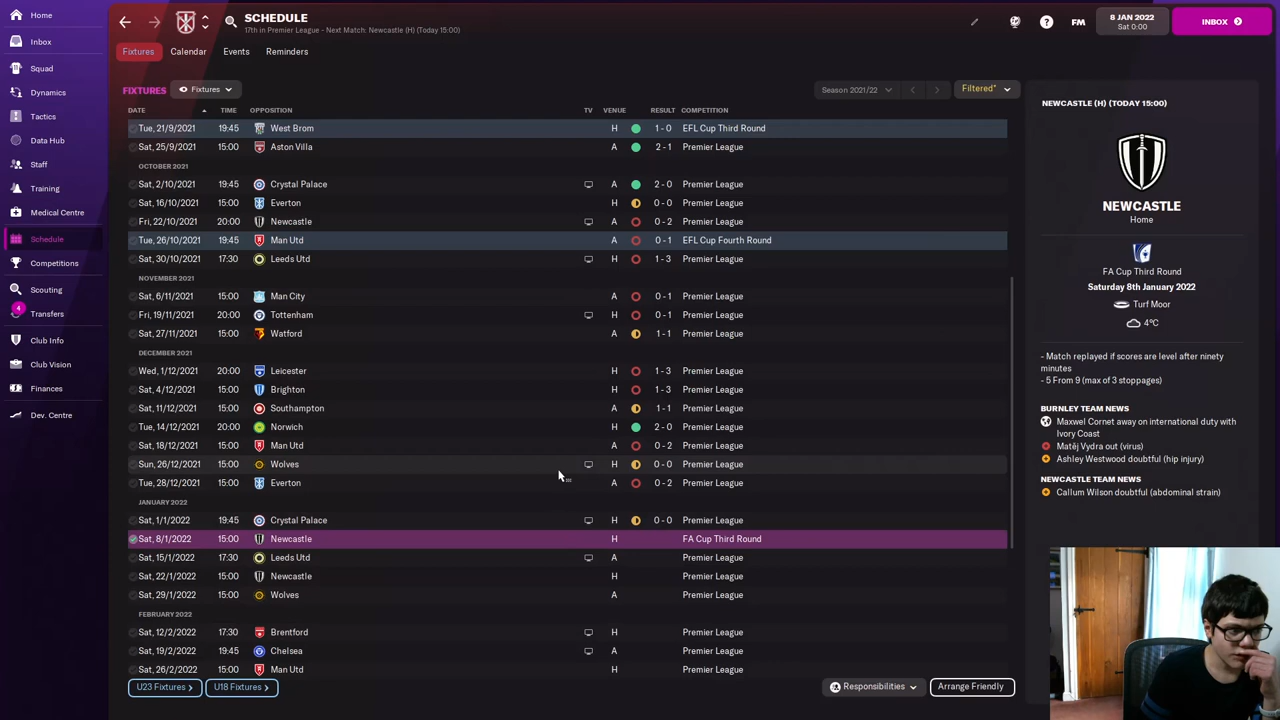 Home
Inbox
Squad
Dynamics
Tactics
Data Hub
Staff
Training
Medical Centre
Schedule
Competitions
Scouting
4
Transfers
Club Info
Club Vision
Finances
Dev. Centre
SCHEDULE
17th in Premier League - Next Match: Newcastle (H) (Today 15:00)
FM
8 JAN 2022
Sat 0:00
INBOX
Fixtures Calendar Events Reminders
FIXTURES Fixtures Season 2021/22 Filtered*
DATE TIME OPPOSITION TV VENUE RESULT COMPETITION
Tue, 21/9/2021 19:45 West Brom H 1 - 0 EFL Cup Third Round
Sat, 25/9/2021 15:00 Aston Villa A 2 - 1 Premier League
OCTOBER 2021
Sat, 2/10/2021 19:45 Crystal Palace A 2 - 0 Premier League
Sat, 16/10/2021 15:00 Everton H 0 - 0 Premier League
Fri, 22/10/2021 20:00 Newcastle A 0 - 2 Premier League
Tue, 26/10/2021 19:45 Man Utd A 0 - 1 EFL Cup Fourth Round
Sat, 30/10/2021 17:30 Leeds Utd H 1 - 3 Premier League
NOVEMBER 2021
Sat, 6/11/2021 15:00 Man City A 0 - 1 Premier League
Fri, 19/11/2021 20:00 Tottenham H 0 - 1 Premier League
Sat, 27/11/2021 15:00 Watford A 1 - 1 Premier League
DECEMBER 2021
Wed, 1/12/2021 20:00 Leicester H 1 - 3 Premier League
Sat, 4/12/2021 15:00 Brighton H 1 - 3 Premier League
Sat, 11/12/2021 15:00 Southampton A 1 - 1 Premier League
Tue, 14/12/2021 20:00 Norwich H 2 - 0 Premier League
Sat, 18/12/2021 15:00 Man Utd A 0 - 2 Premier League
Sun, 26/12/2021 15:00 Wolves H 0 - 0 Premier League
Tue, 28/12/2021 15:00 Everton A 0 - 2 Premier League
JANUARY 2022
Sat, 1/1/2022 19:45 Crystal Palace H 0 - 0 Premier League
Sat, 8/1/2022 15:00 Newcastle H FA Cup Third Round
Sat, 15/1/2022 17:30 Leeds Utd A Premier League
Sat, 22/1/2022 15:00 Newcastle H Premier League
Sat, 29/1/2022 15:00 Wolves A Premier League
FEBRUARY 2022
Sat, 12/2/2022 17:30 Brentford H Premier League
Sat, 19/2/2022 19:45 Chelsea A Premier League
Sat, 26/2/2022 15:00 Man Utd H Premier League
U23 Fixtures U18 Fixtures Responsibilities Arrange Friendly
NEWCASTLE (H) (TODAY 15:00)
NEWCASTLE
Home
FA Cup Third Round
Saturday 8th January 2022
Turf Moor
4°C
- Match replayed if scores are level after ninety
minutes
- 5 From 9 (max of 3 stoppages)
BURNLEY TEAM NEWS
Maxwel Cornet away on international duty with
Ivory Coast
Matěj Vydra out (virus)
Ashley Westwood doubtful (hip injury)
NEWCASTLE TEAM NEWS
Callum Wilson doubtful (abdominal strain)